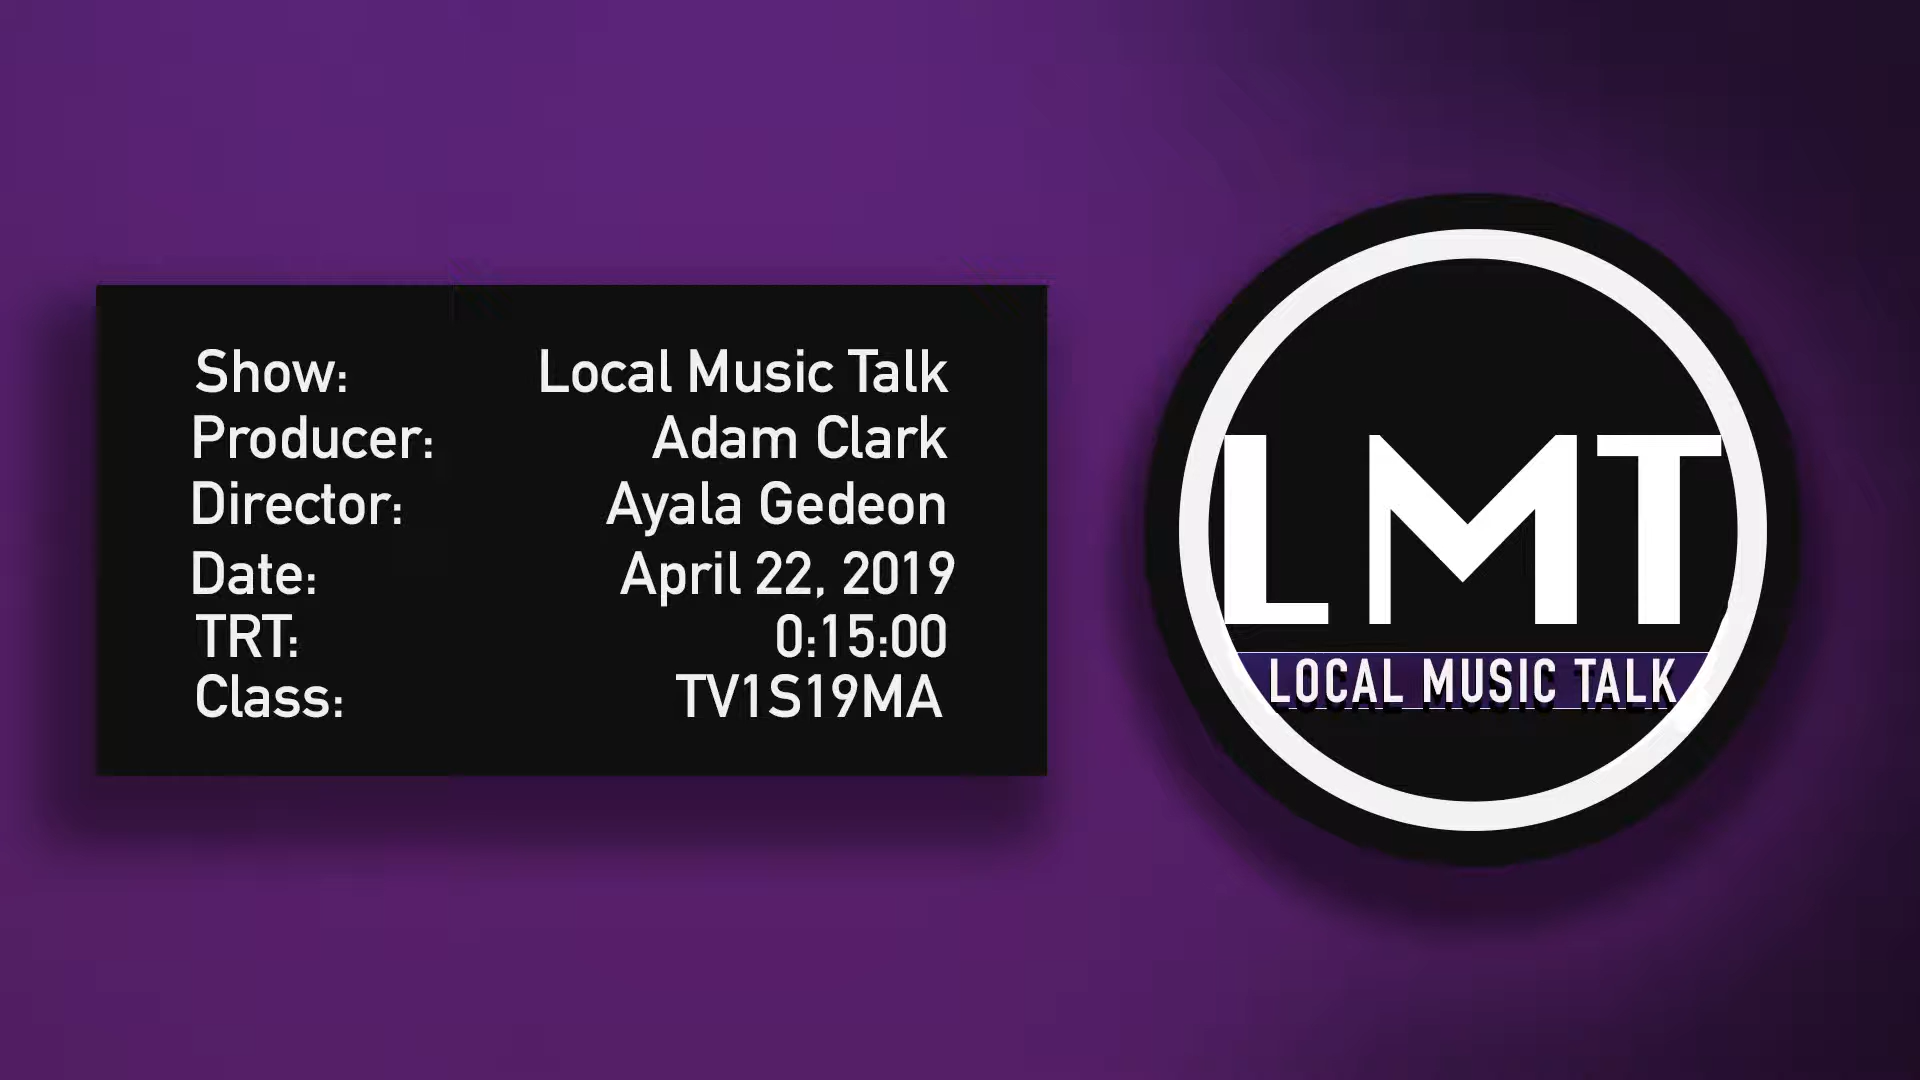 Show: Local Music Talk
Producer: Adam Clark
Director: Ayala Gedeon
Date: April 22, 2019
TRT: 0:15:00
Class: TV1S19MA
LMT
LOCAL MUSIC TALK